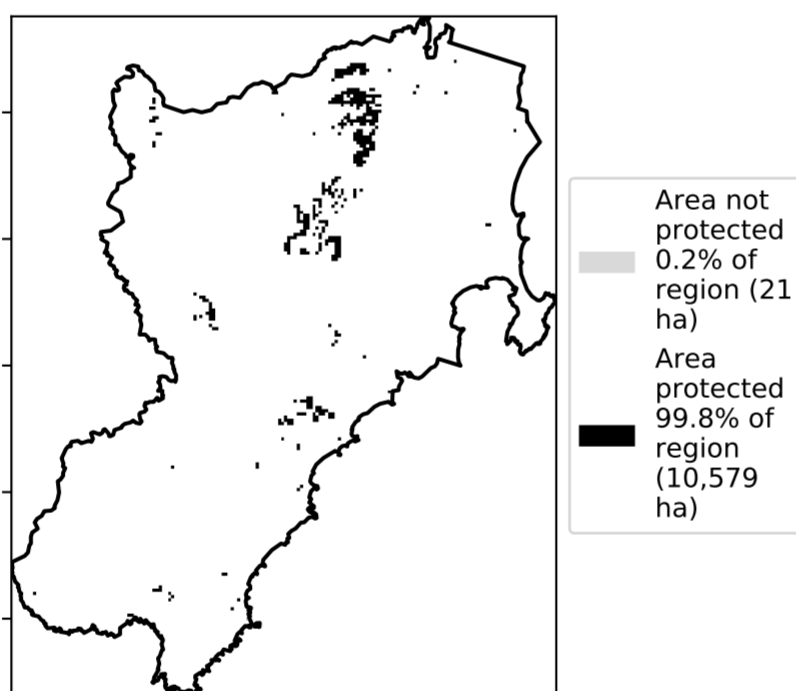 Area not
protected
0.2% of
region (21
ha)
Area
protected
99.8% of
region
(10,579
ha)